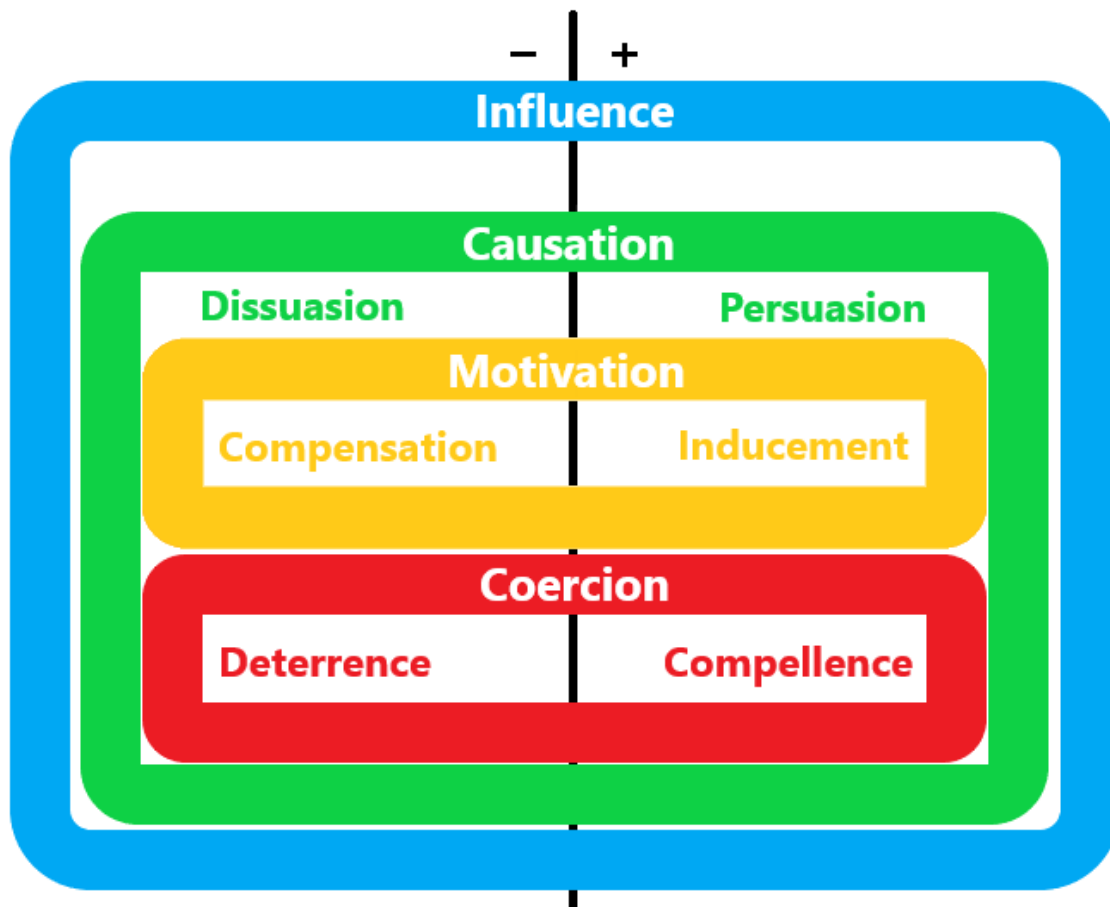 − +
Influence
Causation
Dissuasion Persuasion
Motivation
Compensation Inducement
Coercion
Deterrence Compellence